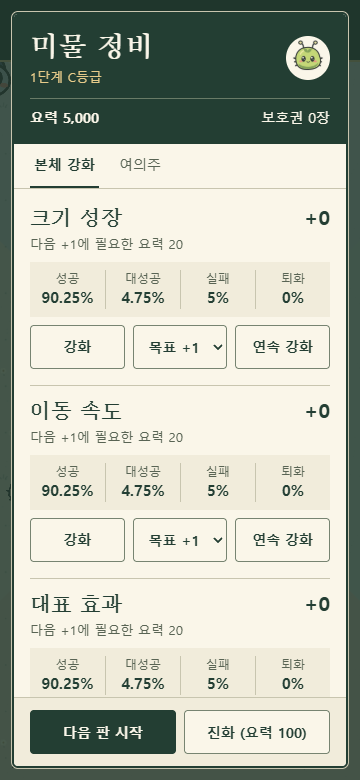 미물 정비
1단계 C등급
요력 5,000 보호권 0장
본체 강화 여의주
크기 성장 +0
다음 +1에 필요한 요력 20
성공 대성공 실패 퇴화
90.25% 4.75% 5% 0%
강화 목표 +1 연속 강화
이동 속도 +0
다음 +1에 필요한 요력 20
성공 대성공 실패 퇴화
90.25% 4.75% 5% 0%
강화 목표 +1 연속 강화
대표 효과 +0
다음 +1에 필요한 요력 20
성공 대성공 실패 퇴화
90.25% 4.75% 5% 0%
다음 판 시작 진화 (요력 100)